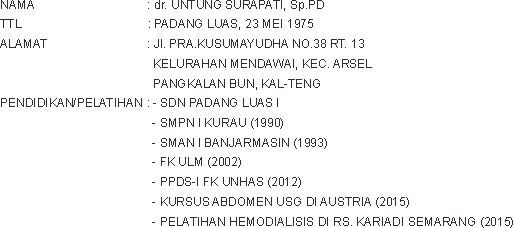 NAMA : dr. UNTUNG SURAPATI, Sp.PD
TTL : PADANG LUAS, 23 MEI 1975
ALAMAT : Jl. PRA.KUSUMAYUDHA NO.38 RT. 13
KELURAHAN MENDAWAI, KEC. ARSEL
PANGKALAN BUN, KAL-TENG
PENDIDIKAN/PELATIHAN : - SDN PADANG LUAS I
- SMPN I KURAU (1990)
- SMAN I BANJARMASIN (1993)
- FK ULM (2002)
- PPDS-I FK UNHAS (2012)
- KURSUS ABDOMEN USG DI AUSTRIA (2015)
- PELATIHAN HEMODIALISIS DI RS. KARIADI SEMARANG (2015)